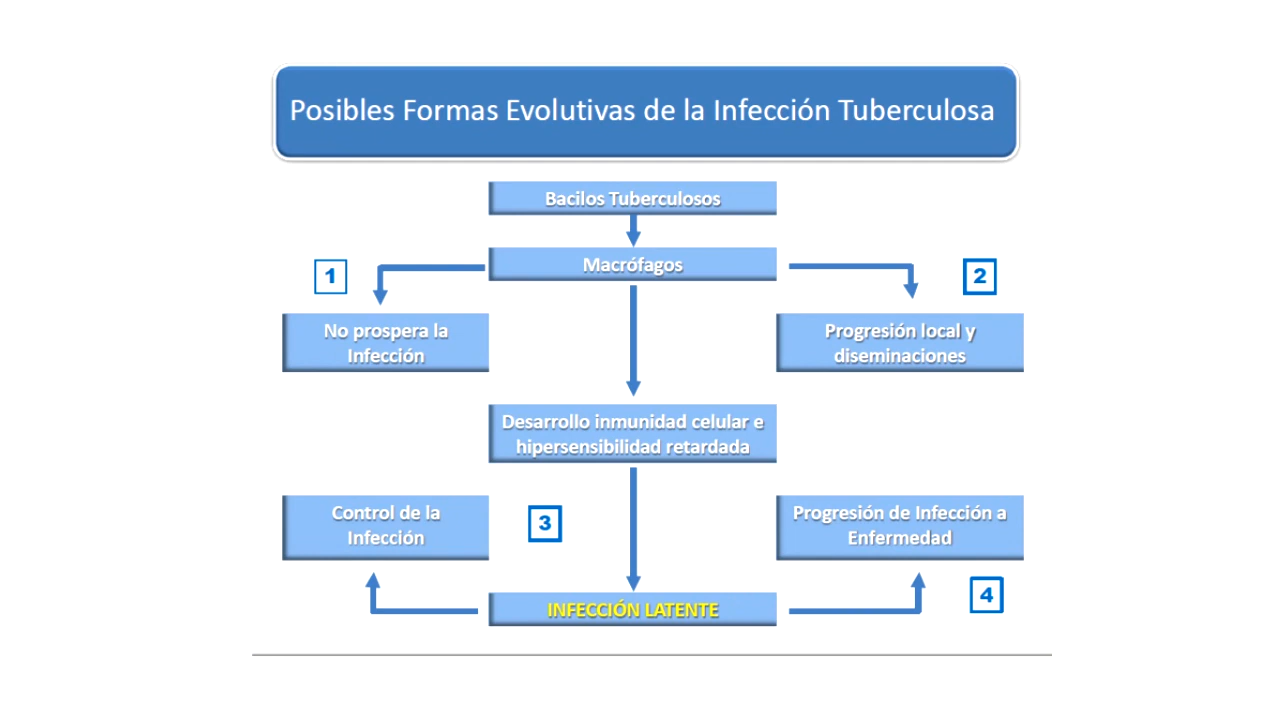 Posibles Formas Evolutivas de la Infección Tuberculosa
Bacilos Tuberculosos
Macrófagos
1
2
No prospera la
Infección
Progresión local y
diseminaciones
Desarrollo inmunidad celular e
hipersensibilidad retardada
Control de la
Infección
3
Progresión de Infección a
Enfermedad
4
INFECCIÓN LATENTE